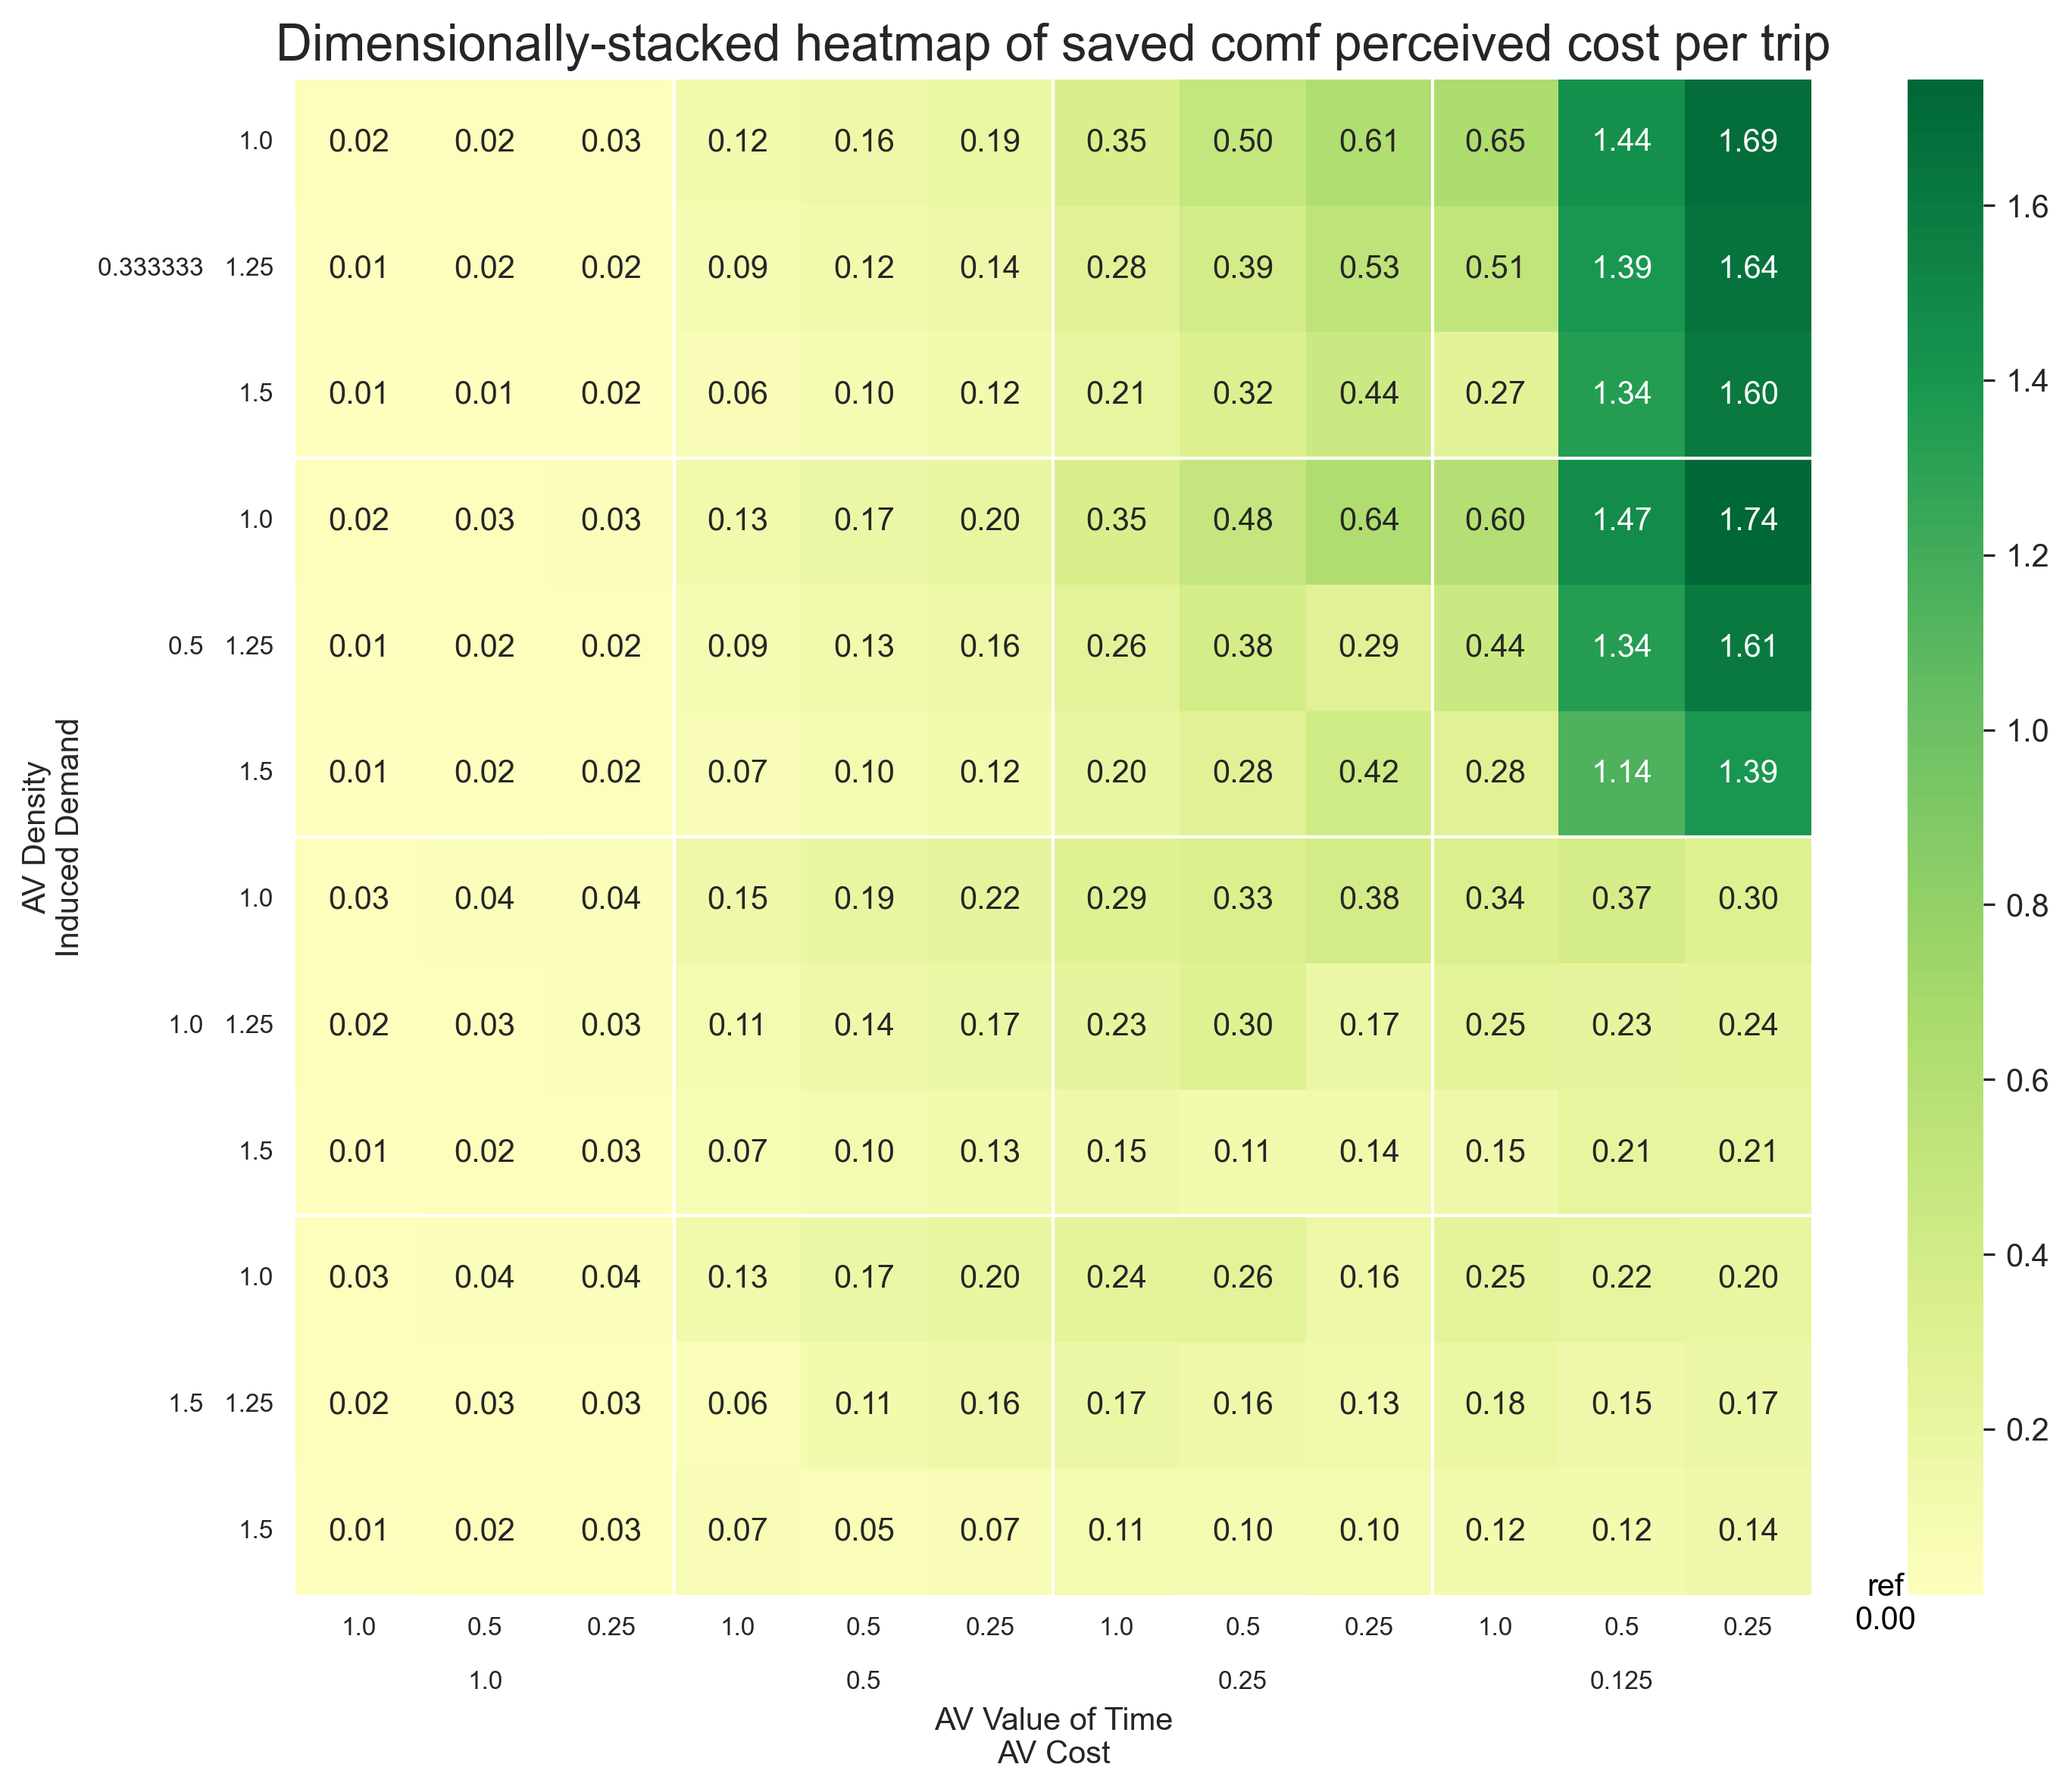 Dimensionally-stacked heatmap of saved comf perceived cost per trip
1.0 0.02 0.02 0.03 0.12 0.16 0.19 0.35 0.50 0.61 0.65 1.44 1.69
0.333333 1.25 0.01 0.02 0.02 0.09 0.12 0.14 0.28 0.39 0.53 0.51 1.39 1.64
1.5 0.01 0.01 0.02 0.06 0.10 0.12 0.21 0.32 0.44 0.27 1.34 1.60
1.0 0.02 0.03 0.03 0.13 0.17 0.20 0.35 0.48 0.64 0.60 1.47 1.74
0.5 1.25 0.01 0.02 0.02 0.09 0.13 0.16 0.26 0.38 0.29 0.44 1.34 1.61
1.5 0.01 0.02 0.02 0.07 0.10 0.12 0.20 0.28 0.42 0.28 1.14 1.39
1.0 0.03 0.04 0.04 0.15 0.19 0.22 0.29 0.33 0.38 0.34 0.37 0.30
1.0 1.25 0.02 0.03 0.03 0.11 0.14 0.17 0.23 0.30 0.17 0.25 0.23 0.24
1.5 0.01 0.02 0.03 0.07 0.10 0.13 0.15 0.11 0.14 0.15 0.21 0.21
1.0 0.03 0.04 0.04 0.13 0.17 0.20 0.24 0.26 0.16 0.25 0.22 0.20
1.5 1.25 0.02 0.03 0.03 0.06 0.11 0.16 0.17 0.16 0.13 0.18 0.15 0.17
1.5 0.01 0.02 0.03 0.07 0.05 0.07 0.11 0.10 0.10 0.12 0.12 0.14
1.0 0.5 0.25 1.0 0.5 0.25 1.0 0.5 0.25 1.0 0.5 0.25
1.0 0.5 0.25 0.125
AV Value of Time
AV Cost
AV Density
Induced Demand
1.6
1.4
1.2
1.0
0.8
0.6
0.4
0.2
ref
0.00